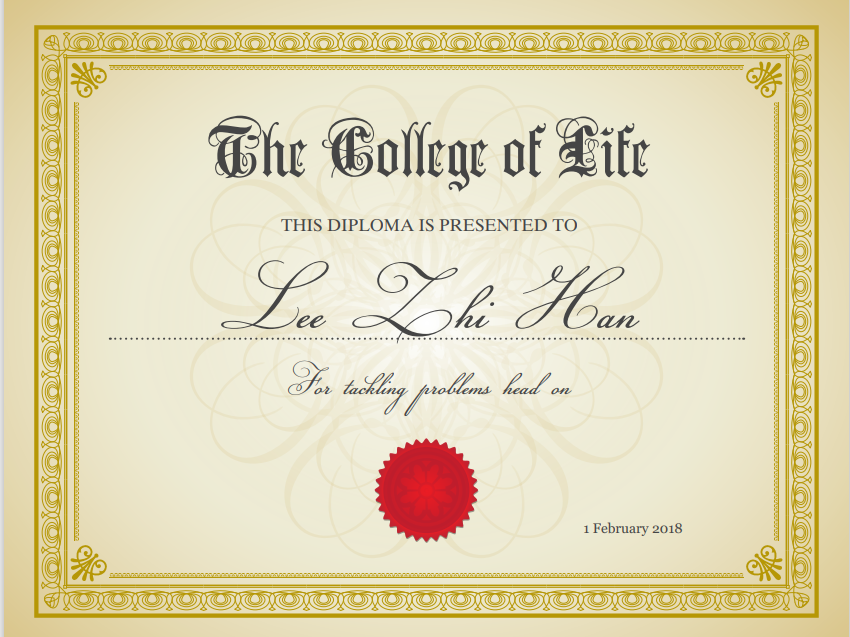 The College of Life
THIS DIPLOMA IS PRESENTED TO
Lee Zhi Han
For tackling problems head on
1 February 2018